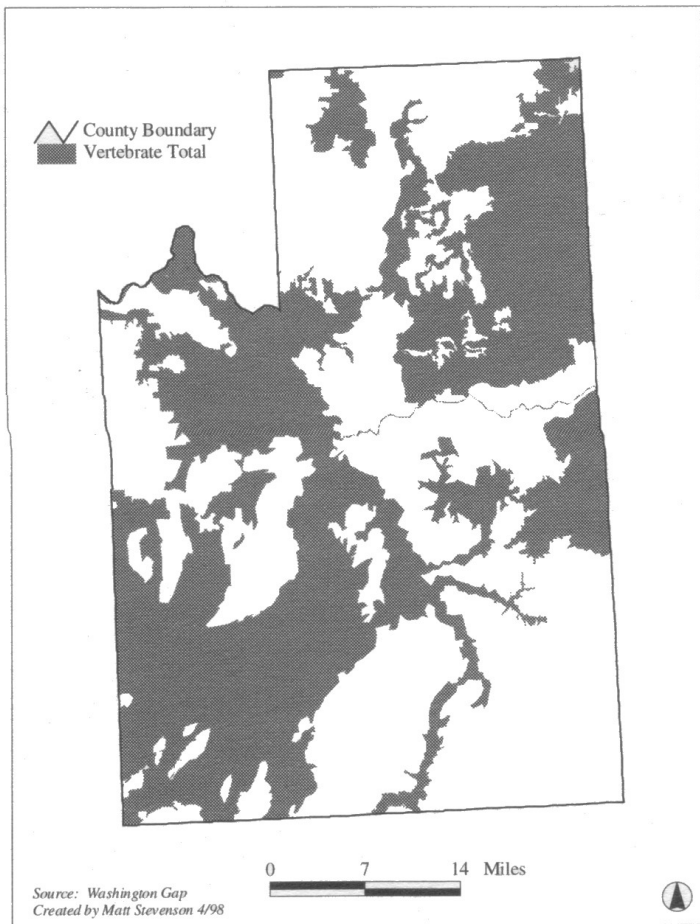 County Boundary
Vertebrate Total
0 7 14 Miles
Source: Washington Gap
Created by Matt Stevenson 4/98